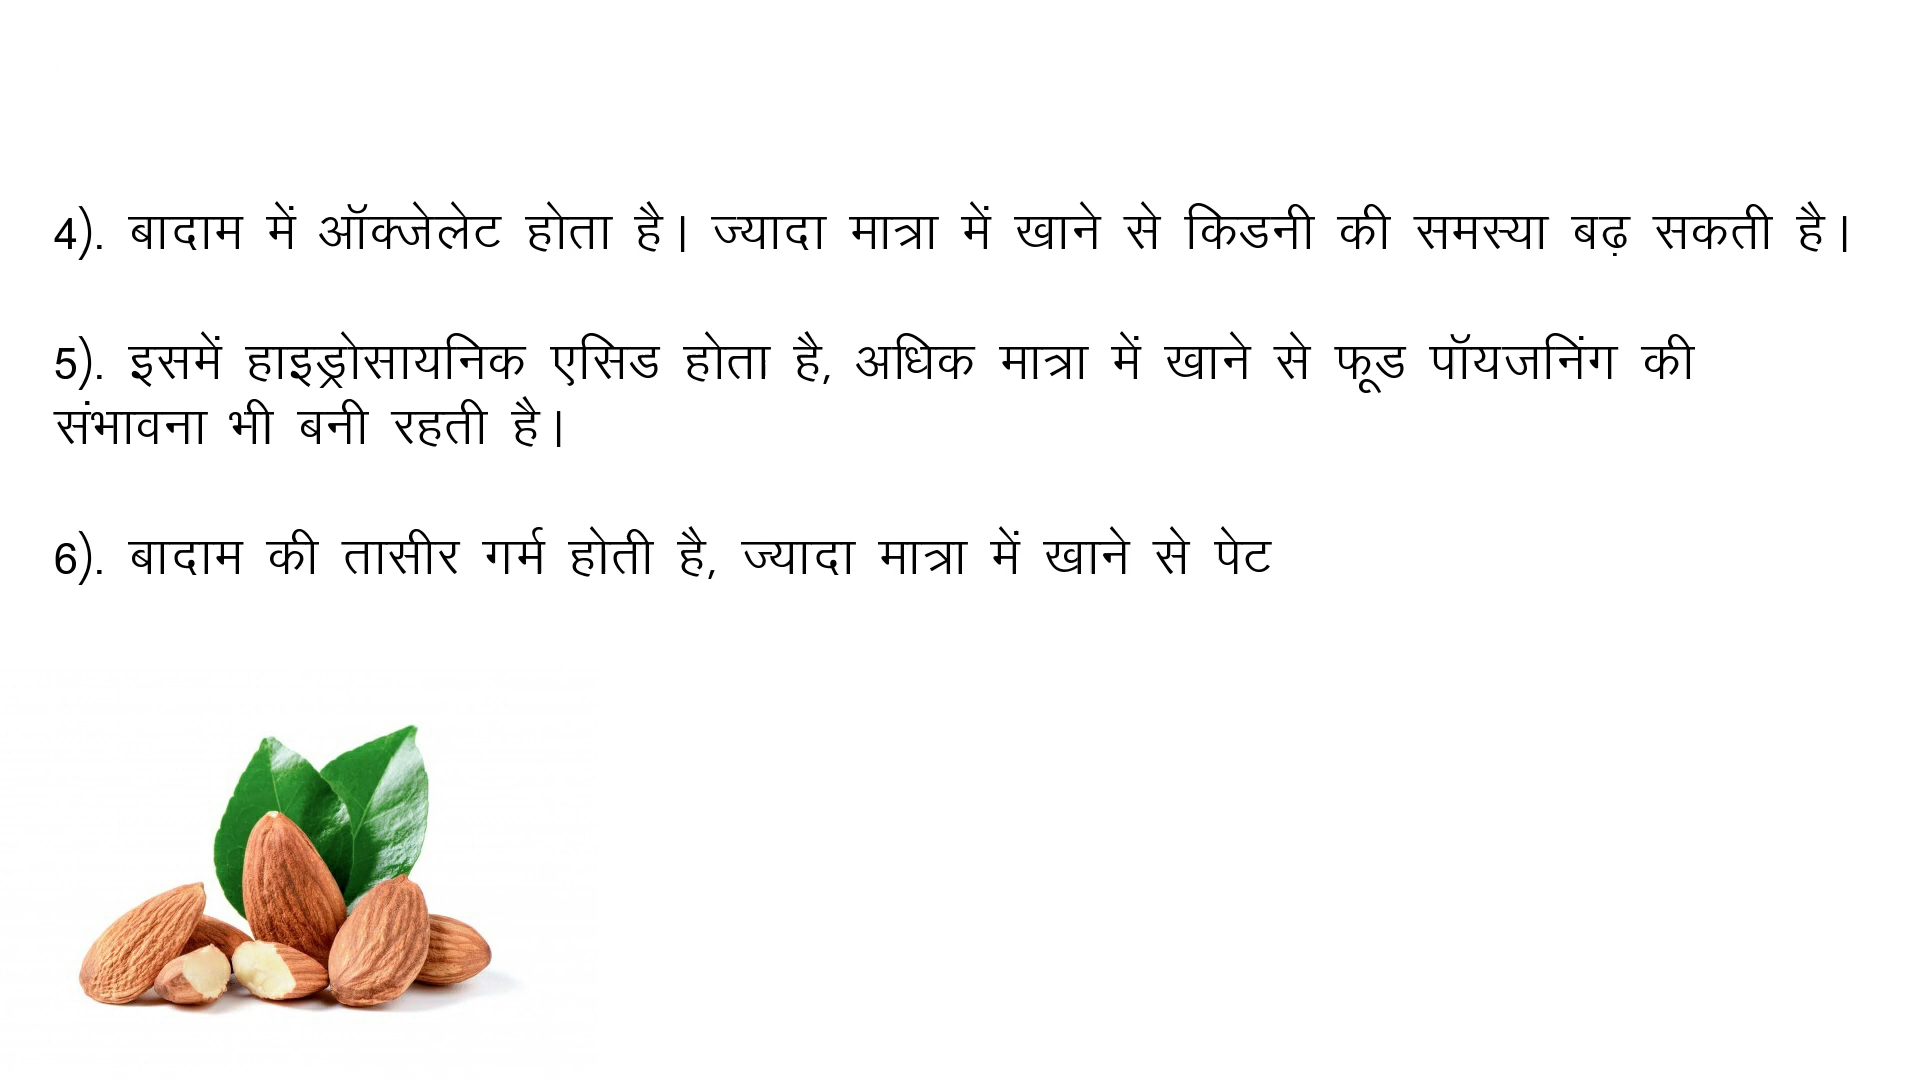 4). बादाम में ऑक्जेलेट होता है। ज्यादा मात्रा में खाने से किडनी की समस्या बढ़ सकती है।
5). इसमें हाइड्रोसायनिक एसिड होता है, अधिक मात्रा में खाने से फूड पॉयजनिंग की
संभावना भी बनी रहती है।
6). बादाम की तासीर गर्म होती है, ज्यादा मात्रा में खाने से पेट